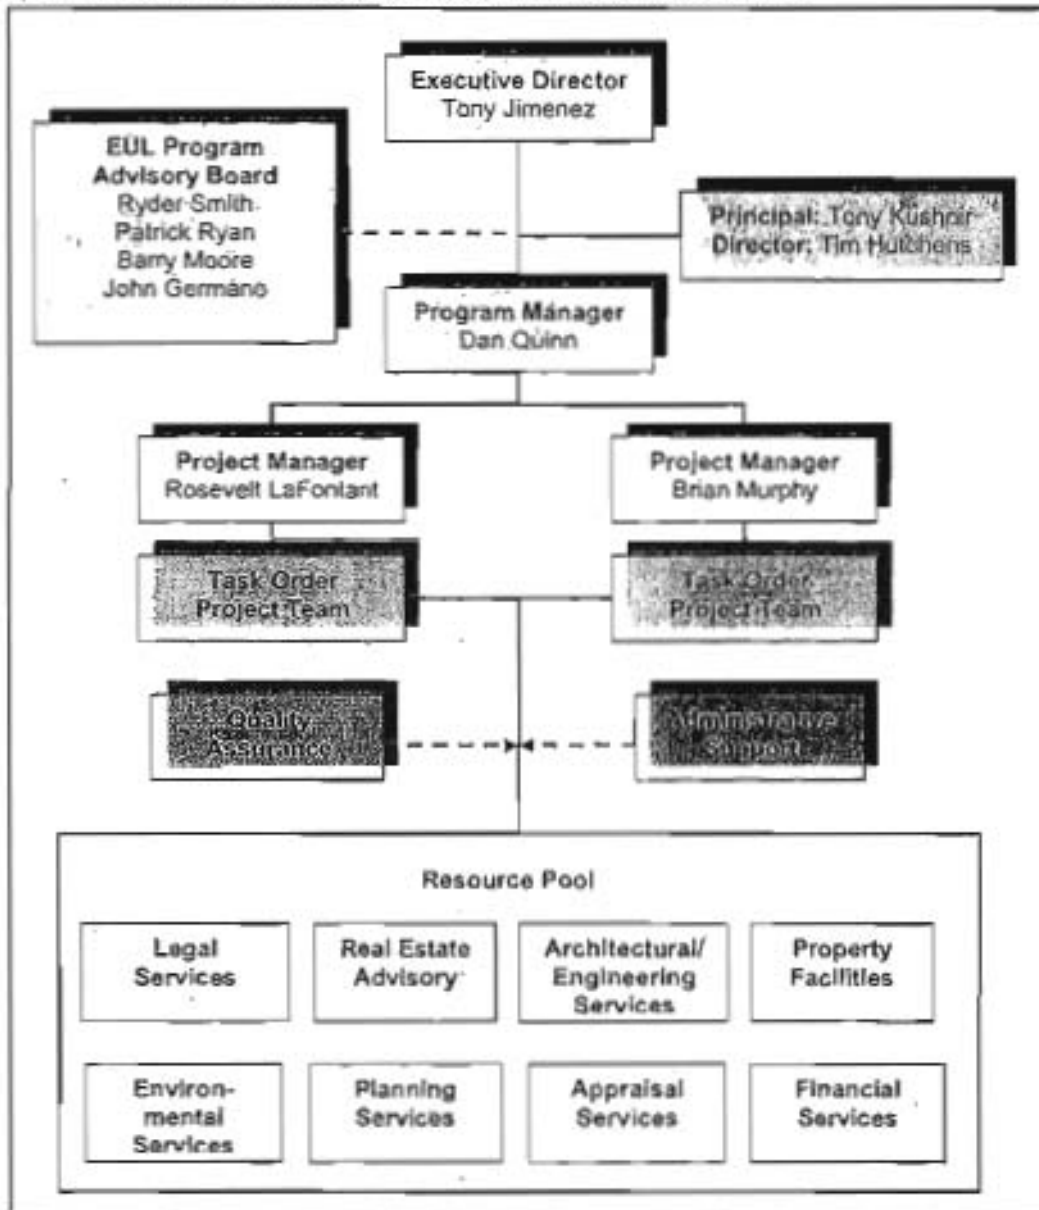 Executive Director
Tony Jimenez
EUL Program
Advisory Board
Ryder Smith
Patrick Ryan
Barry Moore
John Germano
Principal: Tony Kushnir
Director: Tim Hutchens
Program Manager
Dan Quinn
Project Manager
Rosevelt LaFontant
Project Manager
Brian Murphy
Task Order
Project Team
Task Order
Project Team
Quality
Assurance
Administrative
Support
Resource Pool
Legal
Services
Real Estate
Advisory
Architectural/
Engineering
Services
Property
Facilities
Environ-
mental
Services
Planning
Services
Appraisal
Services
Financial
Services